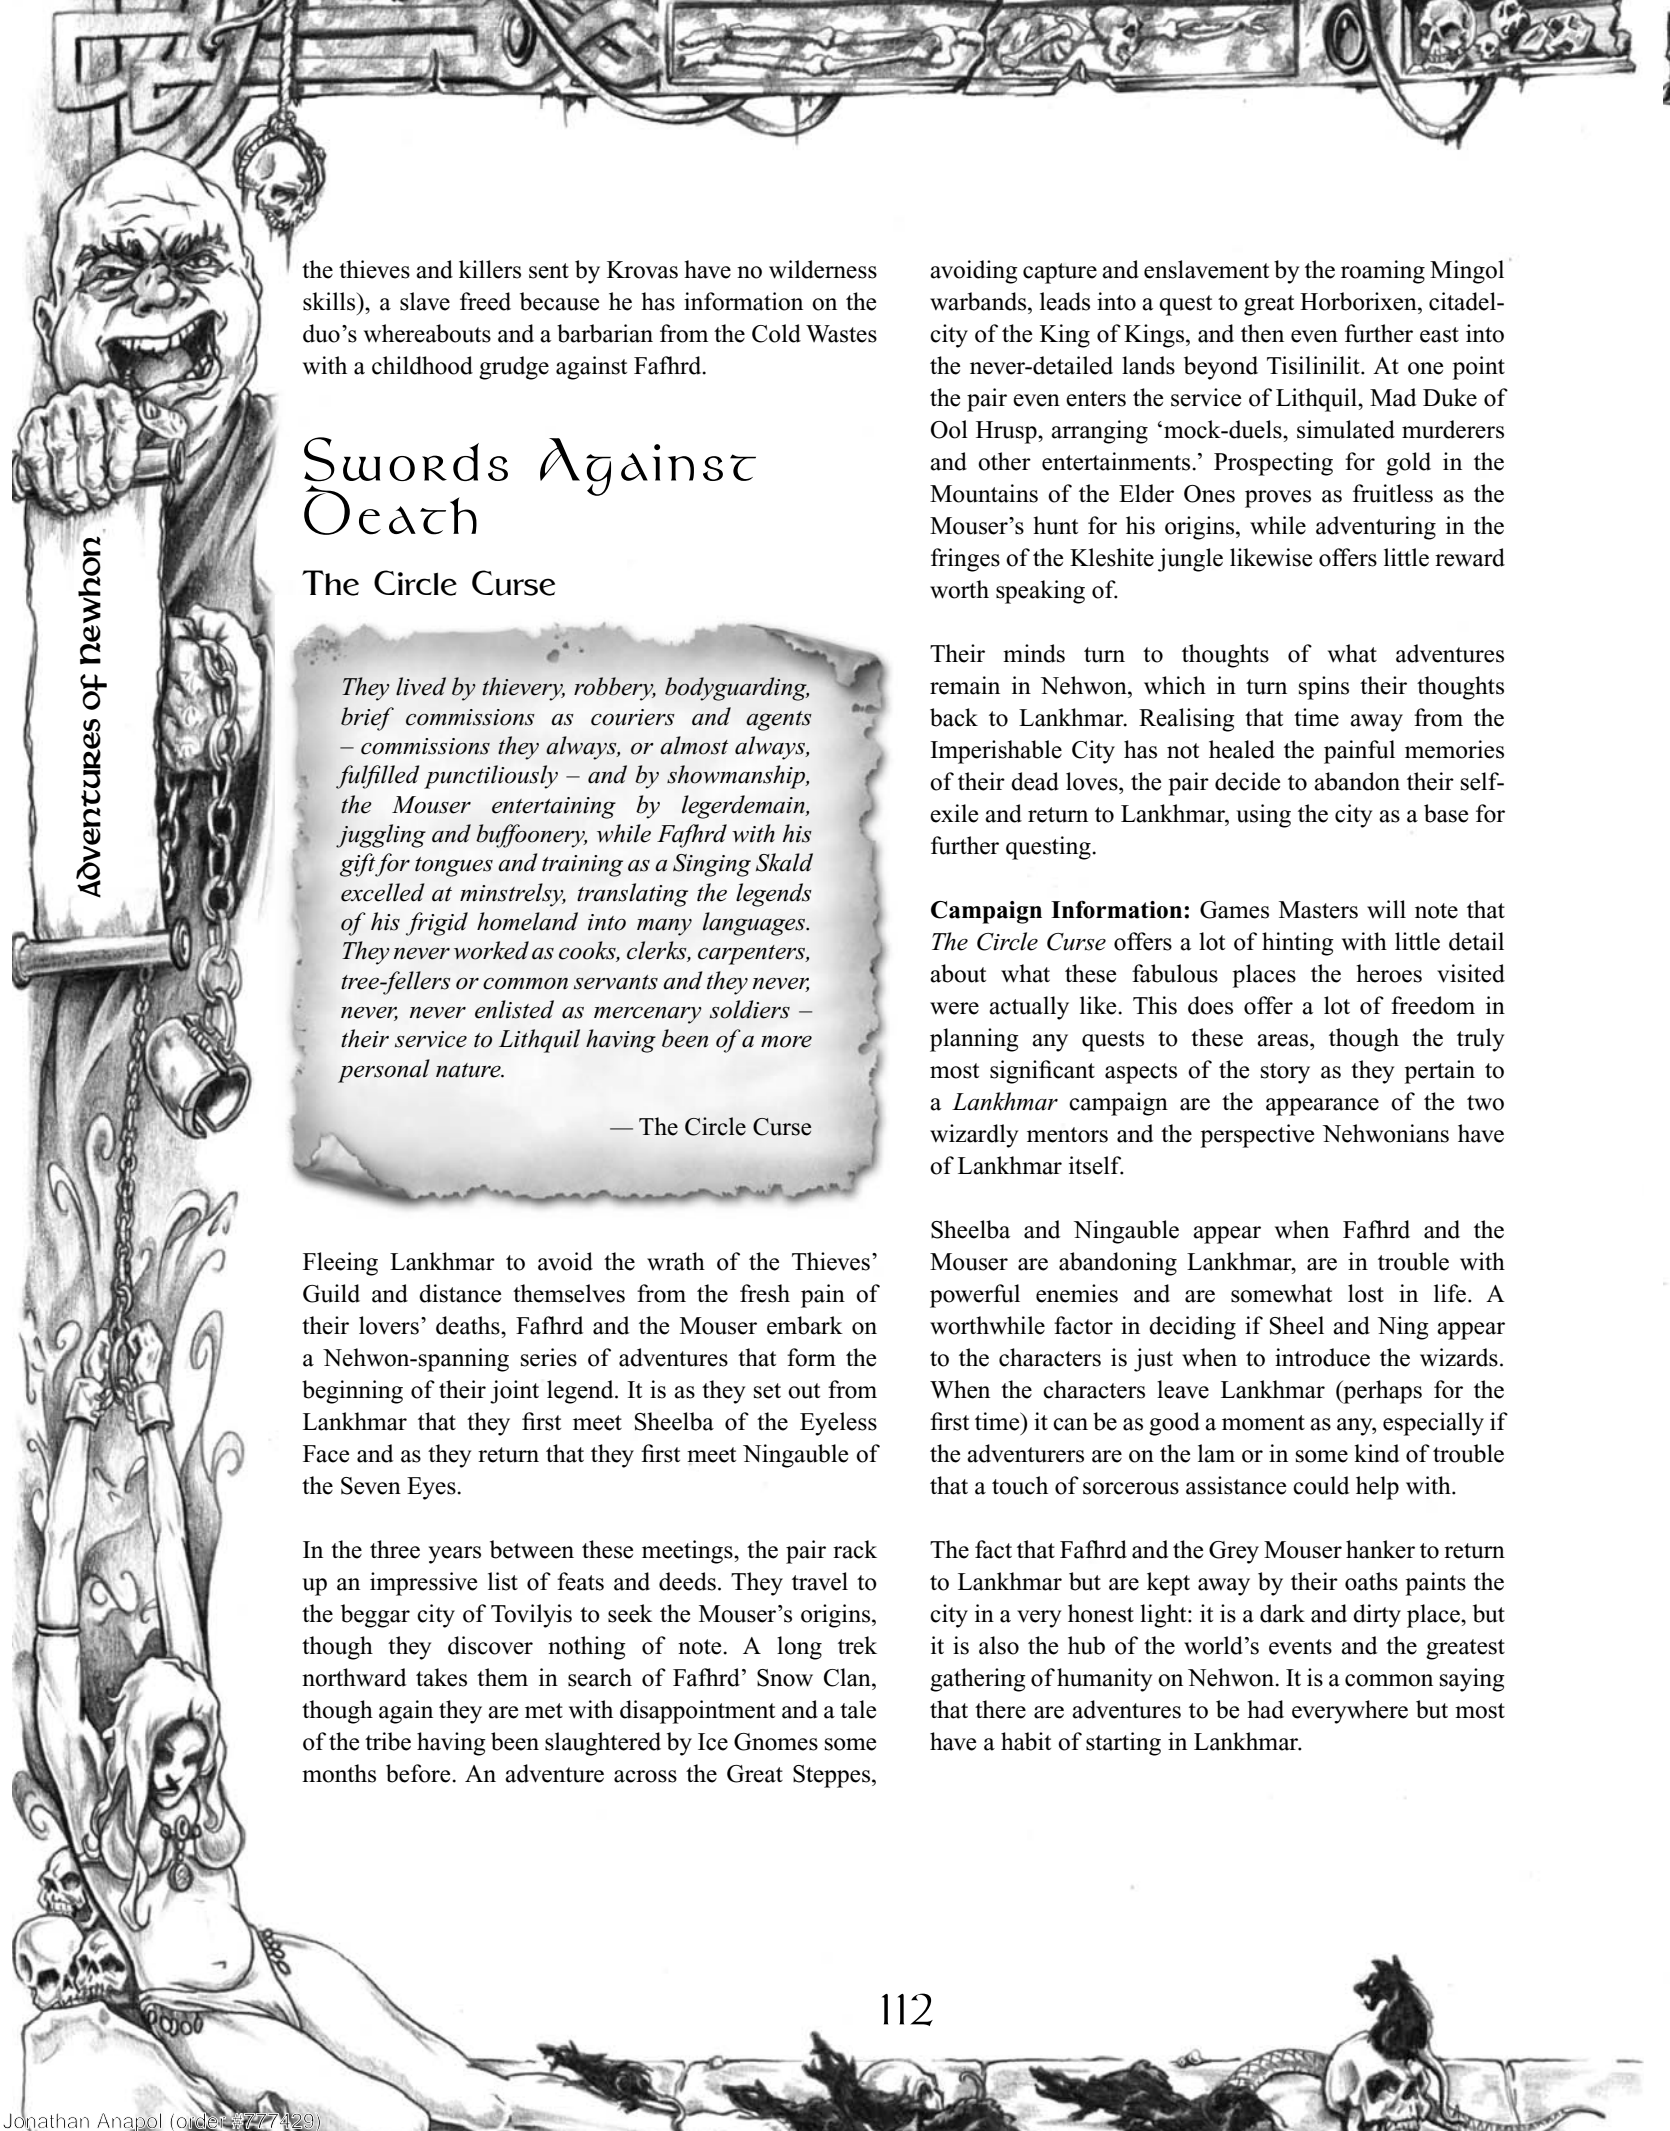 the thieves and killers sent by Krovas have no wilderness
skills), a slave freed because he has information on the
duo’s whereabouts and a barbarian from the Cold Wastes
with a childhood grudge against Fafhrd.
Swords Against
Death
The Circle Curse
They lived by thievery, robbery, bodyguarding,
brief commissions as couriers and agents
– commissions they always, or almost always,
fulfilled punctiliously – and by showmanship,
the Mouser entertaining by legerdemain,
juggling and buffoonery, while Fafhrd with his
gift for tongues and training as a Singing Skald
excelled at minstrelsy, translating the legends
of his frigid homeland into many languages.
They never worked as cooks, clerks, carpenters,
tree-fellers or common servants and they never,
never, never enlisted as mercenary soldiers –
their service to Lithquil having been of a more
personal nature.
— The Circle Curse
Fleeing Lankhmar to avoid the wrath of the Thieves’
Guild and distance themselves from the fresh pain of
their lovers’ deaths, Fafhrd and the Mouser embark on
a Nehwon-spanning series of adventures that form the
beginning of their joint legend. It is as they set out from
Lankhmar that they first meet Sheelba of the Eyeless
Face and as they return that they first meet Ningauble of
the Seven Eyes.
In the three years between these meetings, the pair rack
up an impressive list of feats and deeds. They travel to
the beggar city of Tovilyis to seek the Mouser’s origins,
though they discover nothing of note. A long trek
northward takes them in search of Fafhrd’ Snow Clan,
though again they are met with disappointment and a tale
of the tribe having been slaughtered by Ice Gnomes some
months before. An adventure across the Great Steppes,
avoiding capture and enslavement by the roaming Mingol
warbands, leads into a quest to great Horborixen, citadel-
city of the King of Kings, and then even further east into
the never-detailed lands beyond Tisilinilit. At one point
the pair even enters the service of Lithquil, Mad Duke of
Ool Hrusp, arranging ‘mock-duels, simulated murderers
and other entertainments.’ Prospecting for gold in the
Mountains of the Elder Ones proves as fruitless as the
Mouser’s hunt for his origins, while adventuring in the
fringes of the Kleshite jungle likewise offers little reward
worth speaking of.
Their minds turn to thoughts of what adventures
remain in Nehwon, which in turn spins their thoughts
back to Lankhmar. Realising that time away from the
Imperishable City has not healed the painful memories
of their dead loves, the pair decide to abandon their self-
exile and return to Lankhmar, using the city as a base for
further questing.
Campaign Information: Games Masters will note that
The Circle Curse offers a lot of hinting with little detail
about what these fabulous places the heroes visited
were actually like. This does offer a lot of freedom in
planning any quests to these areas, though the truly
most significant aspects of the story as they pertain to
a Lankhmar campaign are the appearance of the two
wizardly mentors and the perspective Nehwonians have
of Lankhmar itself.
Sheelba and Ningauble appear when Fafhrd and the
Mouser are abandoning Lankhmar, are in trouble with
powerful enemies and are somewhat lost in life. A
worthwhile factor in deciding if Sheel and Ning appear
to the characters is just when to introduce the wizards.
When the characters leave Lankhmar (perhaps for the
first time) it can be as good a moment as any, especially if
the adventurers are on the lam or in some kind of trouble
that a touch of sorcerous assistance could help with.
The fact that Fafhrd and the Grey Mouser hanker to return
to Lankhmar but are kept away by their oaths paints the
city in a very honest light: it is a dark and dirty place, but
it is also the hub of the world’s events and the greatest
gathering of humanity on Nehwon. It is a common saying
that there are adventures to be had everywhere but most
have a habit of starting in Lankhmar.
Adventures of Newhon
112
Jonathan Anapol (order #777429)